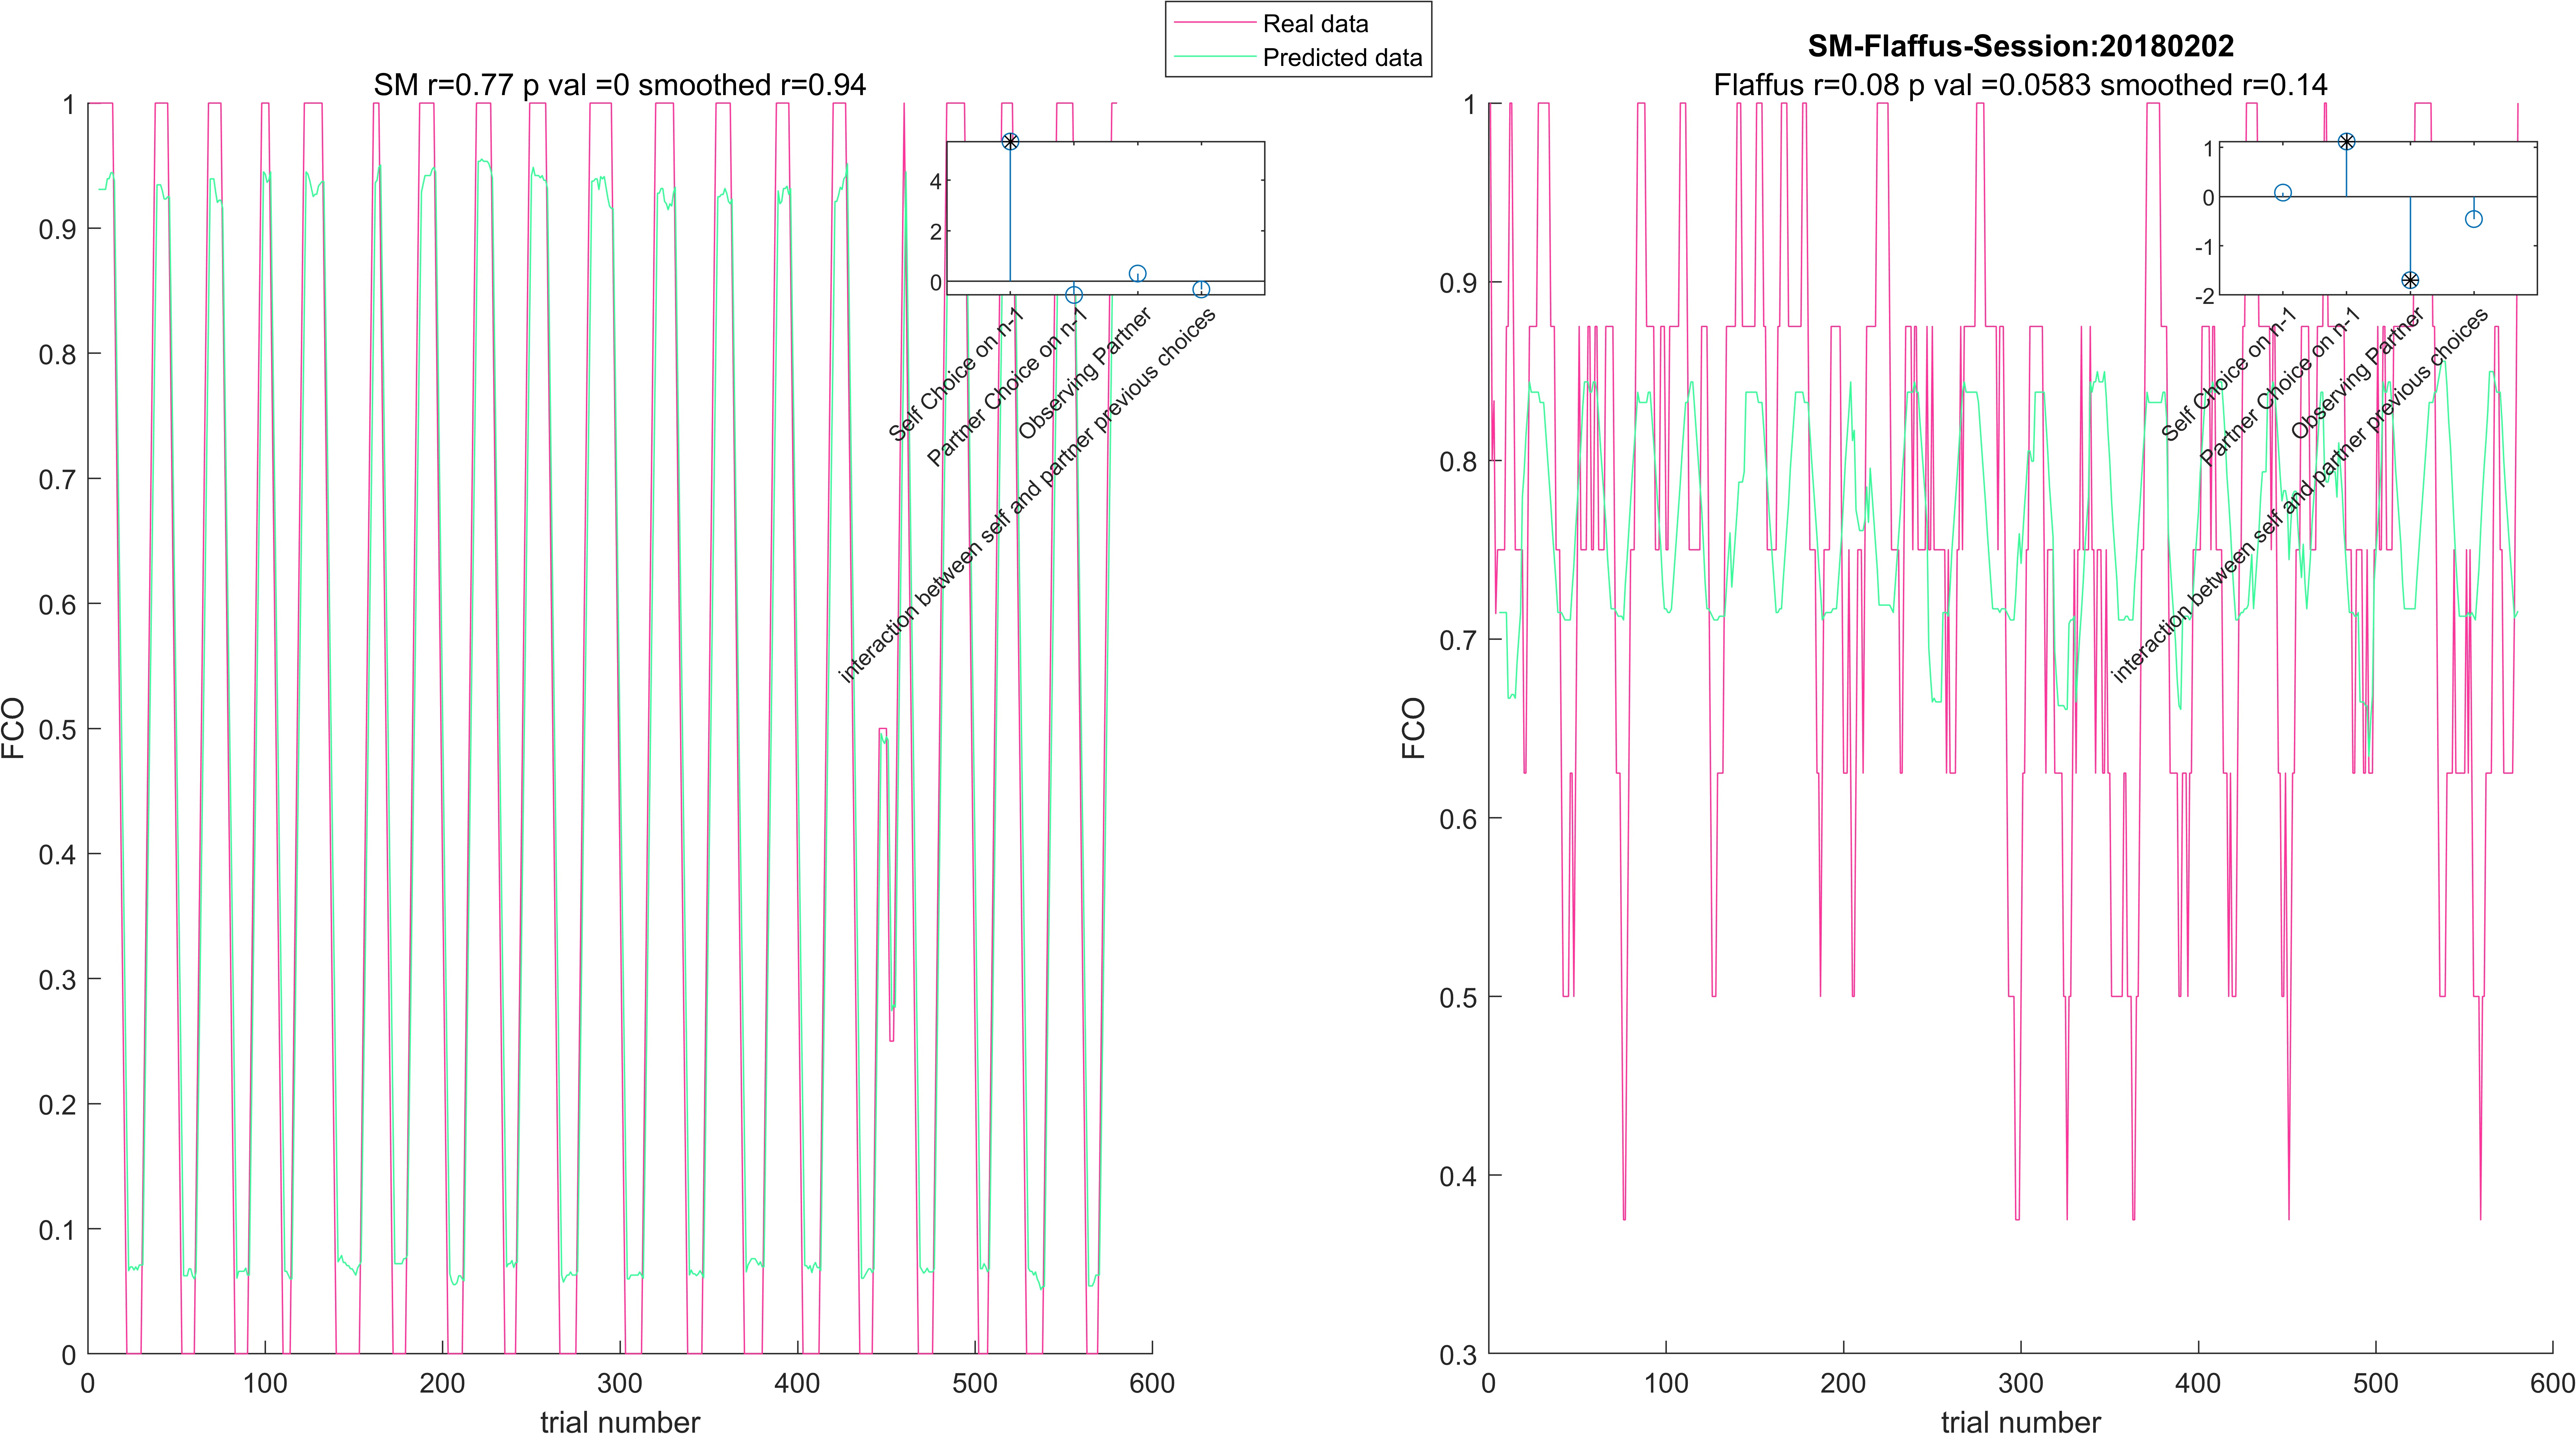 Real data
Predicted data
SM r=0.77 p val =0 smoothed r=0.94
1
0.9
0.8
0.7
0.6
0.5
0.4
0.3
0.2
0.1
0
FCO
0
100
200
300
400
500
600
trial number
4
2
0
Self Choice on n-1
Partner Choice on n-1
Observing Partner
interaction between self and partner previous choices
SM-Flaffus-Session:20180202
Flaffus r=0.08 p val =0.0583 smoothed r=0.14
1
0.9
0.8
0.7
0.6
0.5
0.4
0.3
FCO
0
100
200
300
400
500
600
trial number
1
0
-1
-2
Self Choice on n-1
Partner Choice on n-1
Observing Partner
interaction between self and partner previous choices